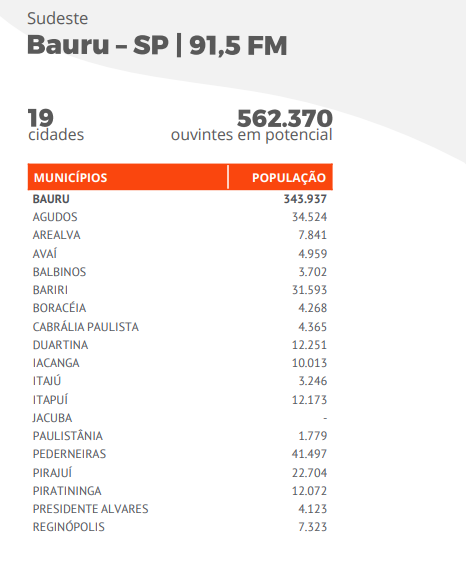 Sudeste
Bauru – SP | 91,5 FM
19 562.370
cidades ouvintes em potencial
MUNICÍPIOS POPULAÇÃO
BAURU 343.937
AGUDOS 34.524
AREALVA 7.841
AVAÍ 4.959
BALBINOS 3.702
BARIRI 31.593
BORACÉIA 4.268
CABRÁLIA PAULISTA 4.365
DUARTINA 12.251
IACANGA 10.013
ITAJÚ 3.246
ITAPUÍ 12.173
JACUBA -
PAULISTÂNIA 1.779
PEDERNEIRAS 41.497
PIRAJUÍ 22.704
PIRATININGA 12.072
PRESIDENTE ALVARES 4.123
REGINÓPOLIS 7.323